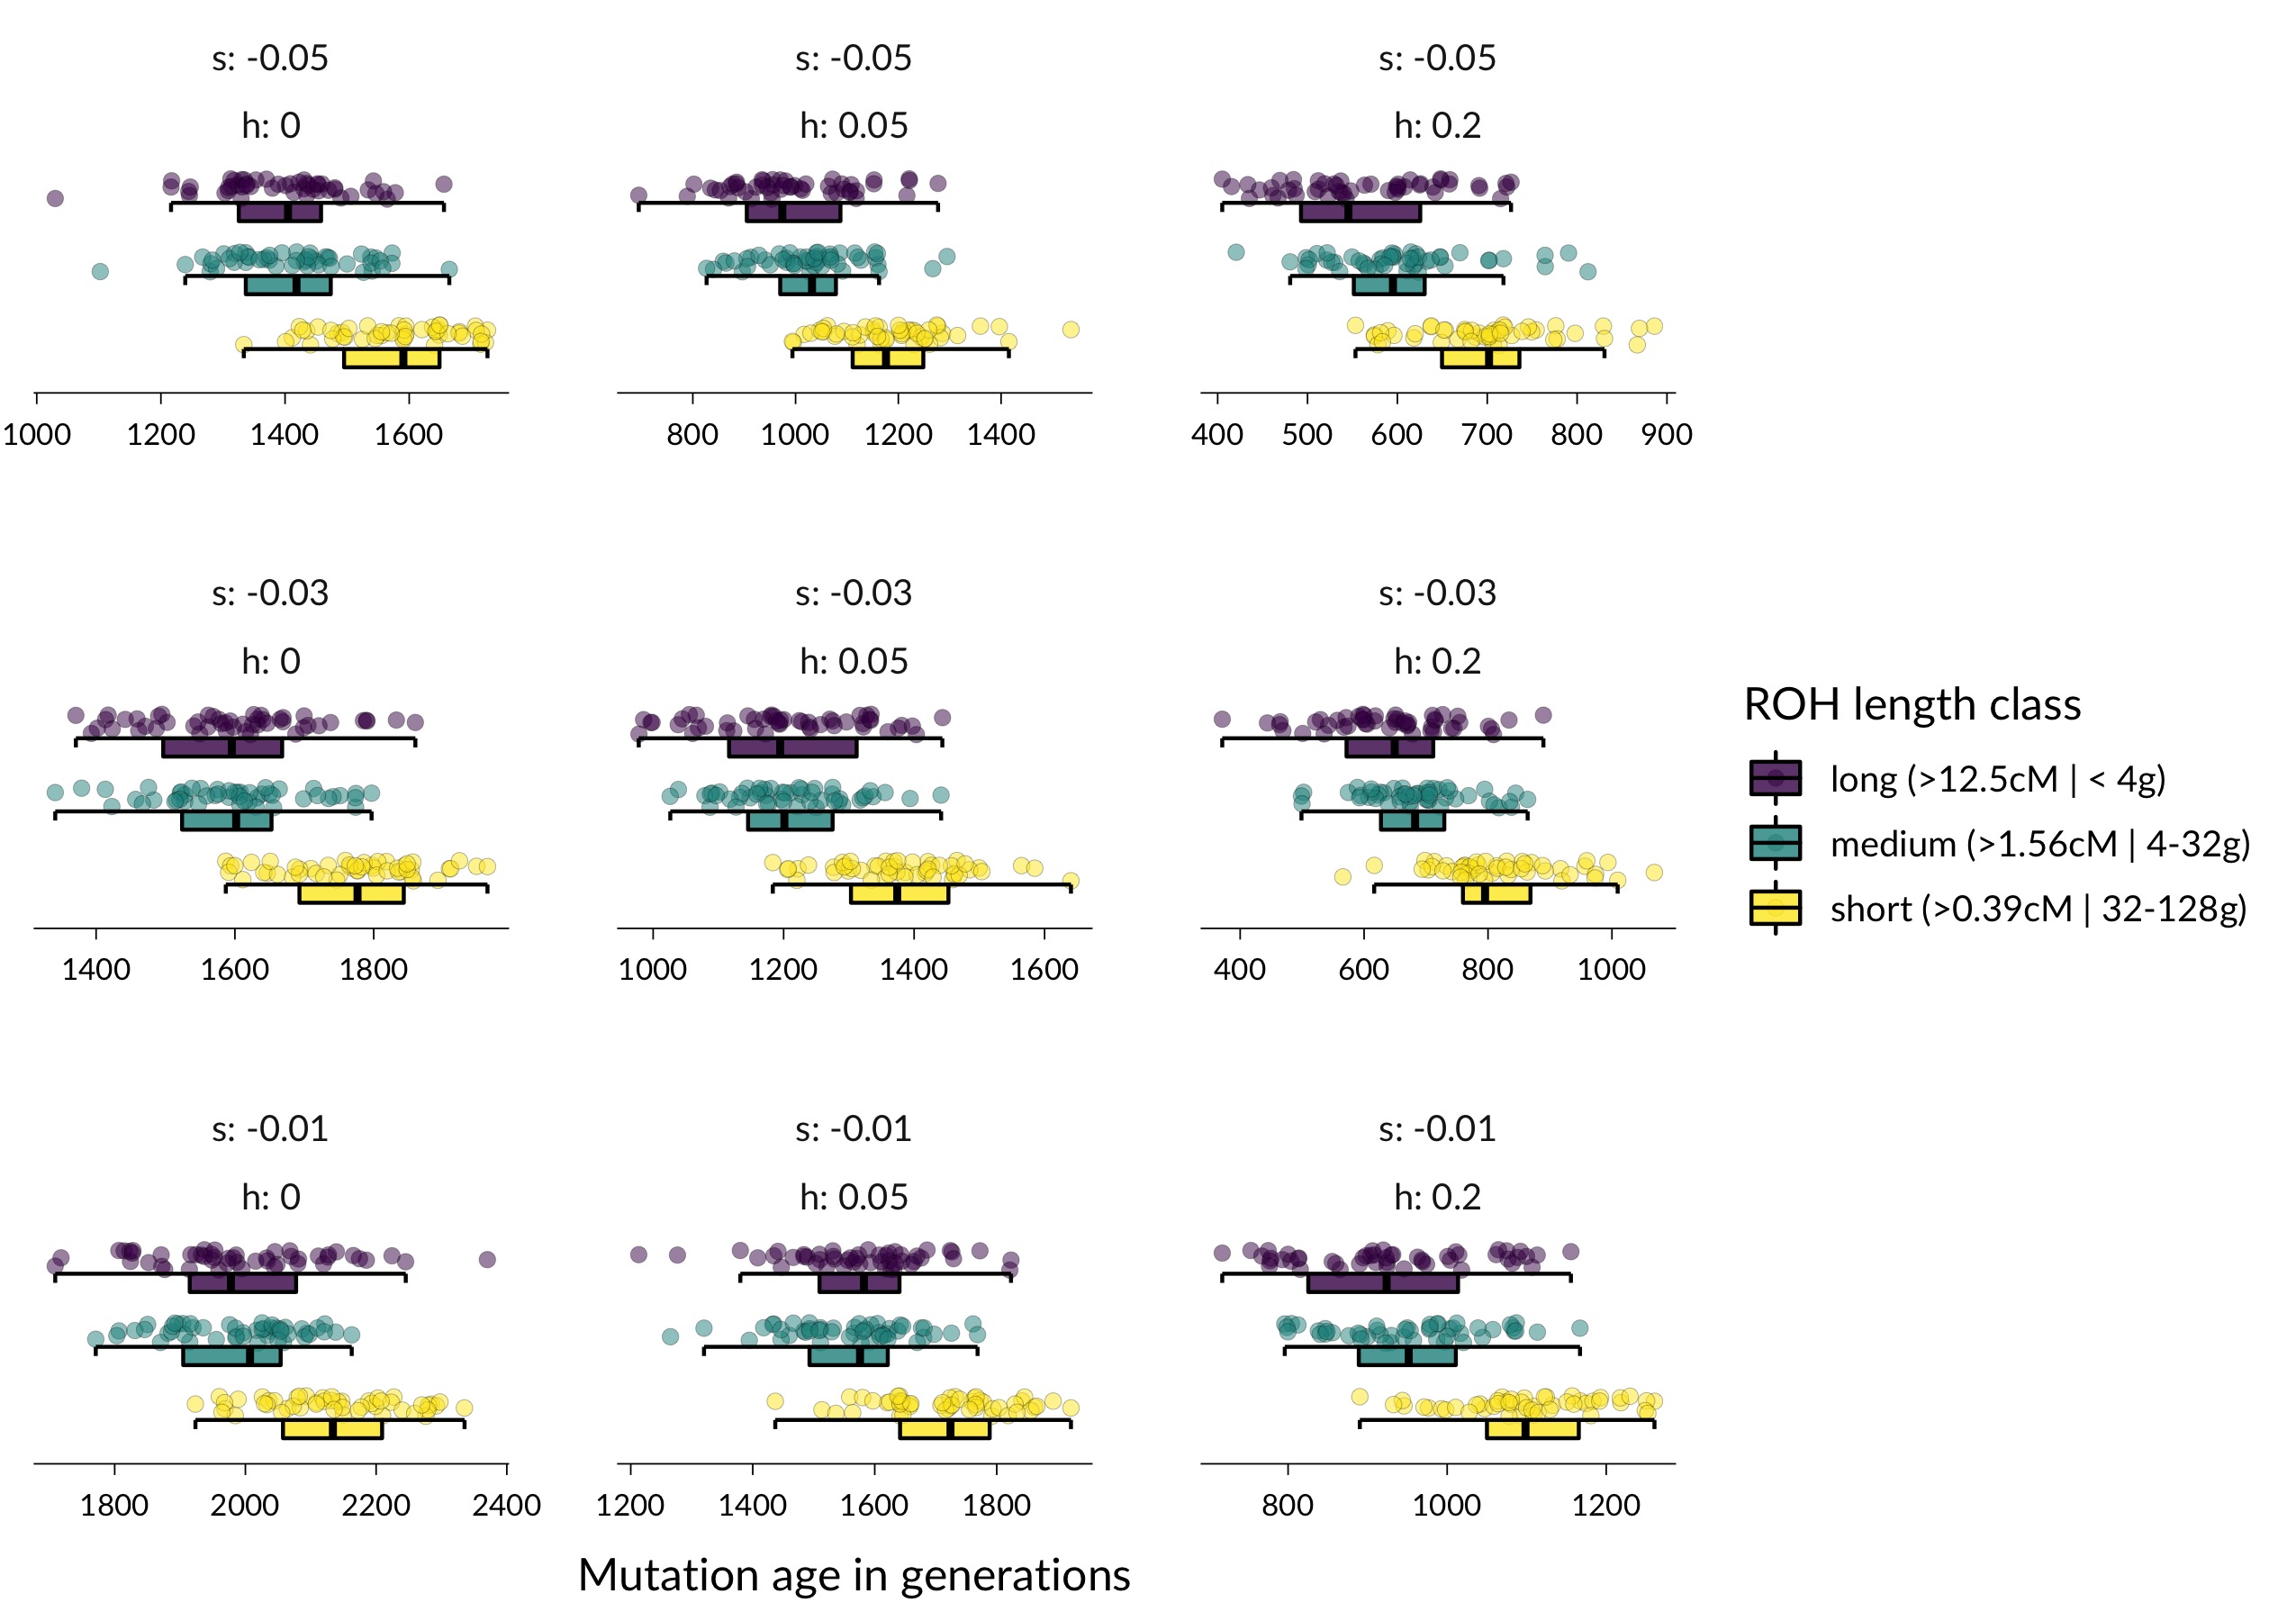 s: -0.05 s: -0.05 s: -0.05
h: 0 h: 0.05 h: 0.2
1000 1200 1400 1600 800 1000 1200 1400 400 500 600 700 800 900
s: -0.03 s: -0.03 s: -0.03
h: 0 h: 0.05 h: 0.2
1400 1600 1800 1000 1200 1400 1600 400 600 800 1000
s: -0.01 s: -0.01 s: -0.01
h: 0 h: 0.05 h: 0.2
1800 2000 2200 2400 1200 1400 1600 1800 800 1000 1200
Mutation age in generations
ROH length class
long (>12.5cM | < 4g)
medium (>1.56cM | 4-32g)
short (>0.39cM | 32-128g)